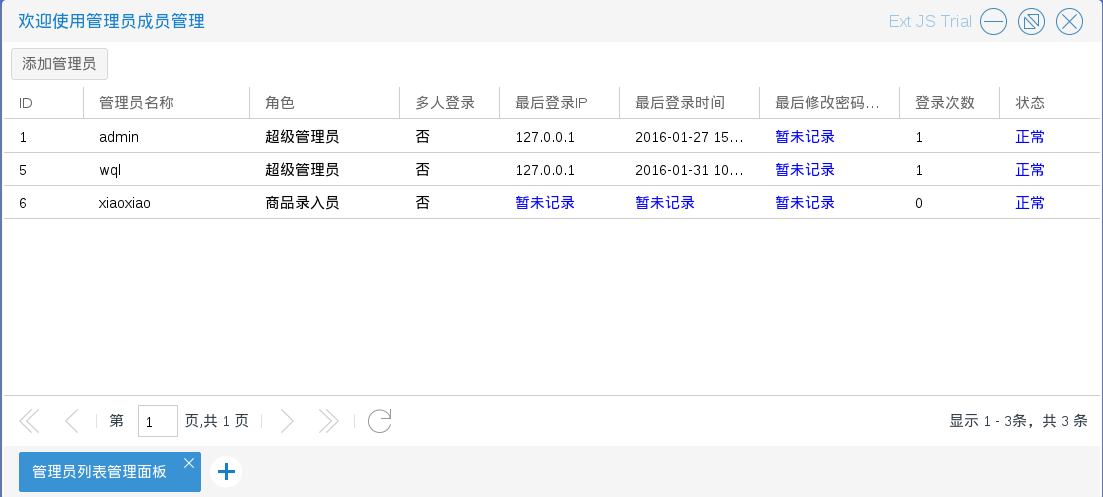 欢迎使用管理员成员管理 Ext JS Trial
添加管理员
ID 管理员名称 角色 多人登录 最后登录IP 最后登录时间 最后修改密码... 登录次数 状态
1 admin 超级管理员 否 127.0.0.1 2016-01-27 15... 暂未记录 1 正常
5 wql 超级管理员 否 127.0.0.1 2016-01-31 10... 暂未记录 1 正常
6 xiaoxiao 商品录入员 否 暂未记录 暂未记录 暂未记录 0 正常
第 1 页,共 1 页 显示 1 - 3条，共 3 条
管理员列表管理面板